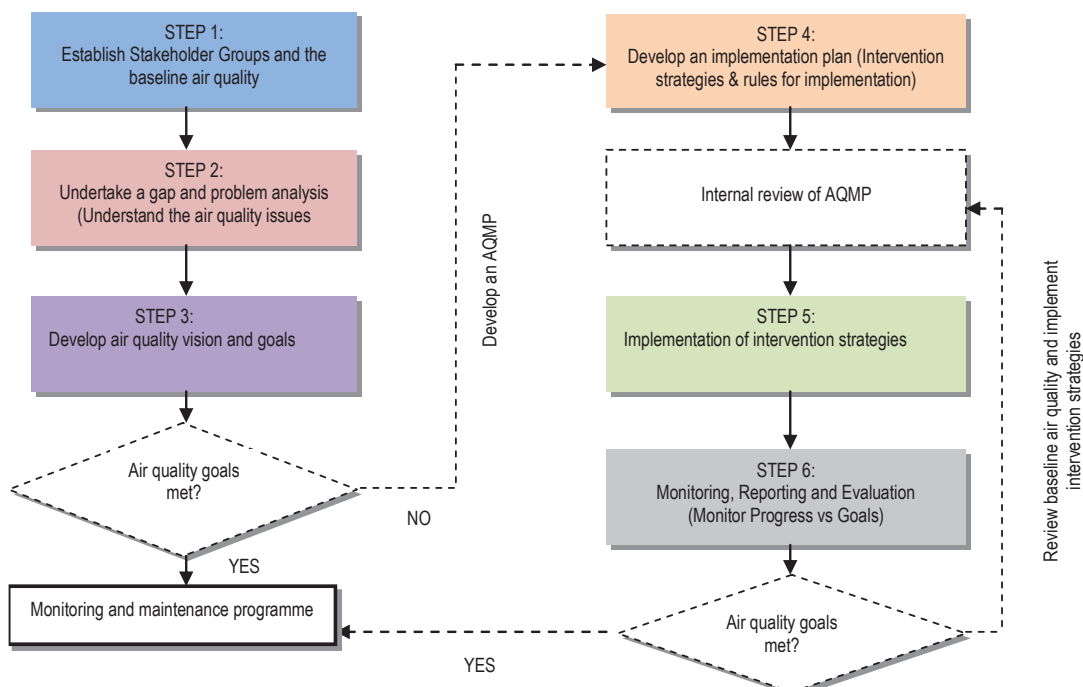 STEP 1:
Establish Stakeholder Groups and the
baseline air quality
STEP 2:
Undertake a gap and problem analysis
(Understand the air quality issues
STEP 3:
Develop air quality vision and goals
Air quality goals
met?
NO
YES
Monitoring and maintenance programme
Develop an AQMP
STEP 4:
Develop an implementation plan (Intervention
strategies & rules for implementation)
Internal review of AQMP
STEP 5:
Implementation of intervention strategies
STEP 6:
Monitoring, Reporting and Evaluation
(Monitor Progress vs Goals)
Air quality goals
met?
YES
Review baseline air quality and implement
intervention strategies